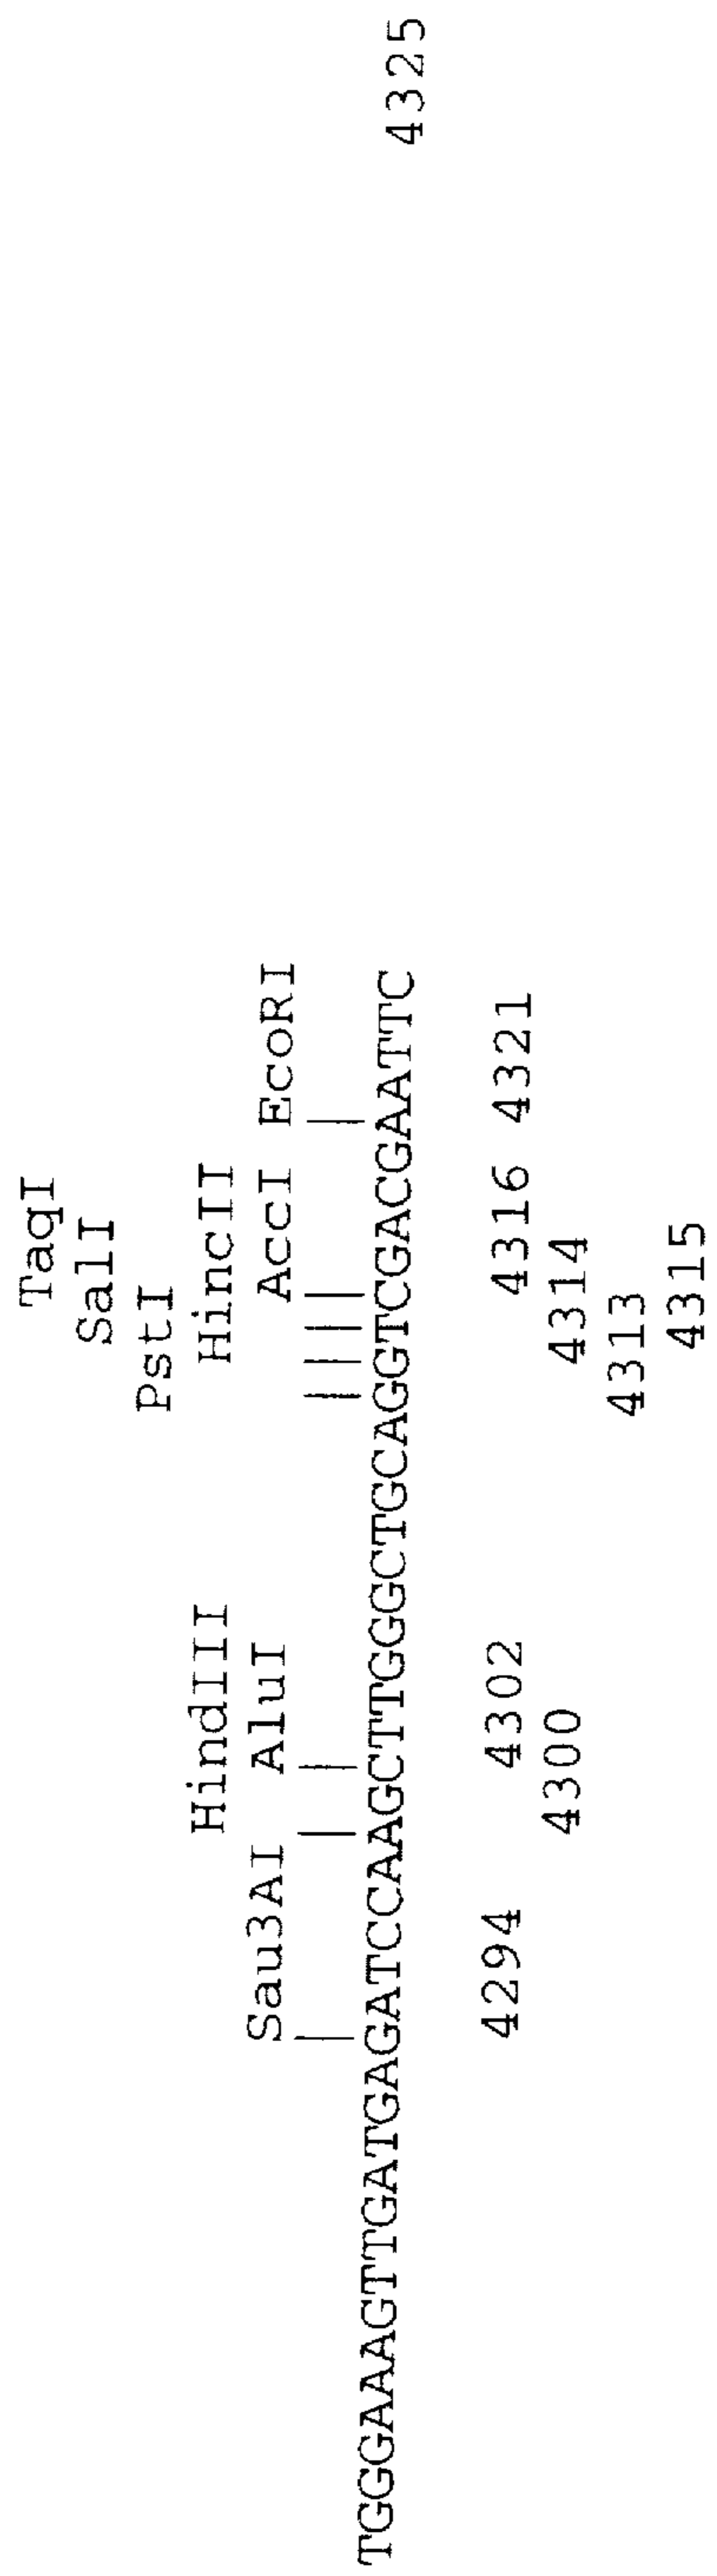 TaqI
SalI
PstI
HindIII HincII
Sau3AI AluI AccI EcoRI
TGGGAAAGTTGATGAGATCCAAGCTTGGGCTGCAGGTCGACGAATTC 4325
4294 4302 4316 4321
4300 4314
4313
4315